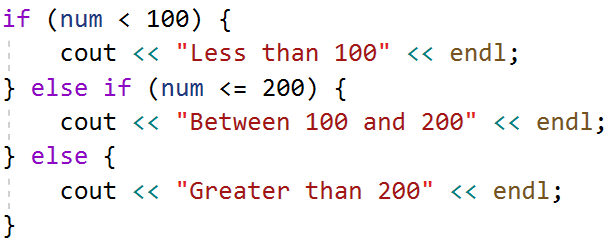 if (num < 100) {
    cout << "Less than 100" << endl;
} else if (num <= 200) {
    cout << "Between 100 and 200" << endl;
} else {
    cout << "Greater than 200" << endl;
}